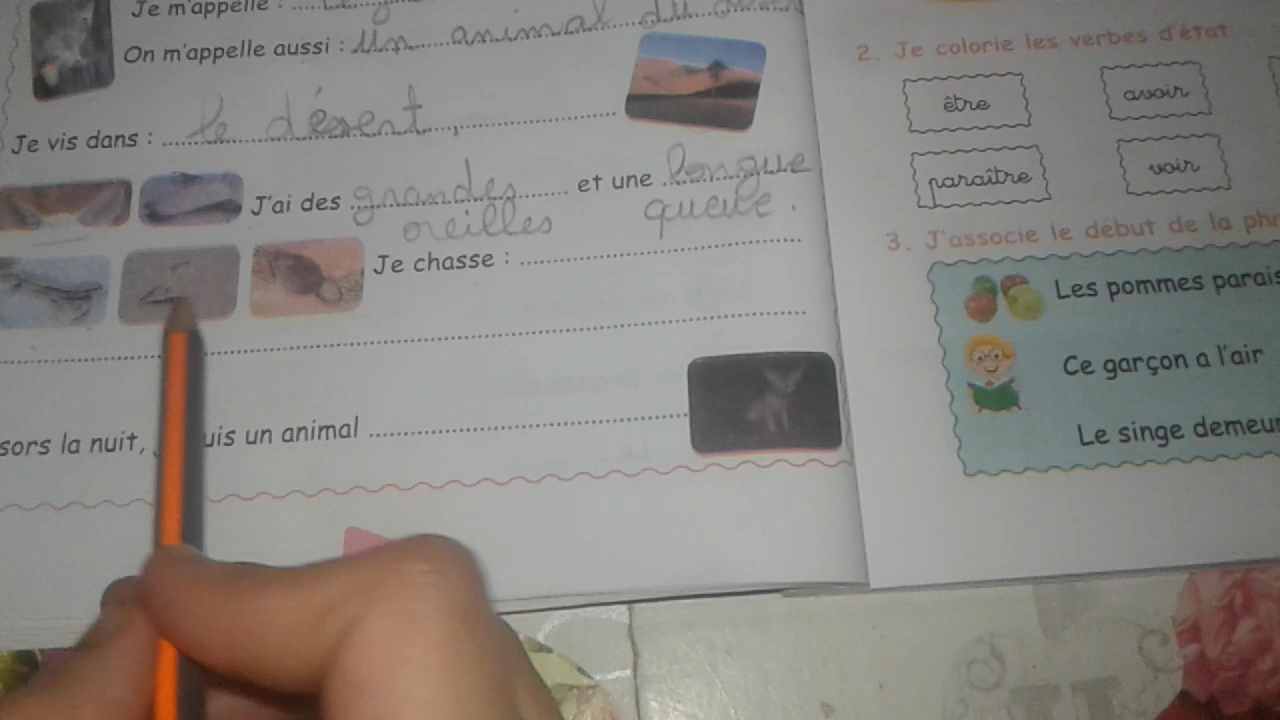 Je m'appelle :
On m'appelle aussi : Un animal du
Je vis dans : le désent
J'ai des grandes et une longue
oreilles queue.
Je chasse :
sors la nuit, uis un animal
2. Je colorie les verbes d'état
être avoir
paraître voir
3. J'associe le début de la phr
Les pommes parais
Ce garçon a l'air
Le singe demeur